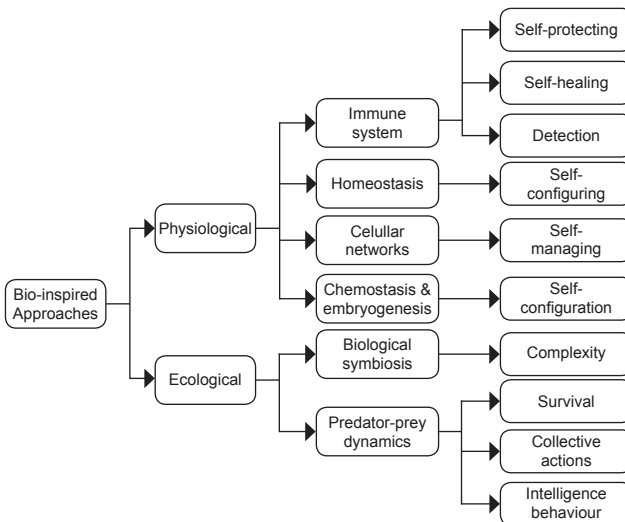 Bio-inspired
Approaches
Physiological
Ecological
Immune
system
Homeostasis
Celullar
networks
Chemostasis &
embryogenesis
Biological
symbiosis
Predator-prey
dynamics
Self-protecting
Self-healing
Detection
Self-
configuring
Self-
managing
Self-
configuration
Complexity
Survival
Collective
actions
Intelligence
behaviour